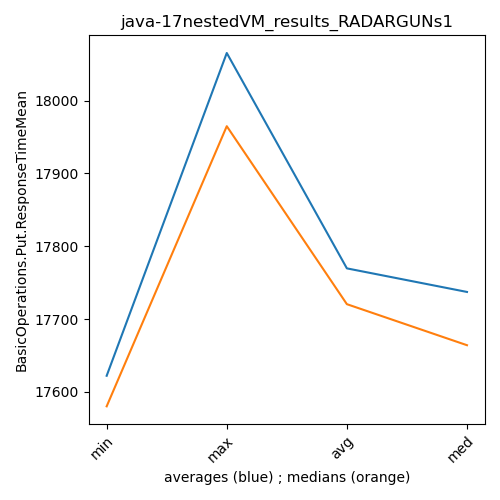 java-17nestedVM_results_RADARGUNs1
BasicOperations.Put.ResponseTimeMean
18000
17900
17800
17700
17600
min
max
avg
med
averages (blue) ; medians (orange)